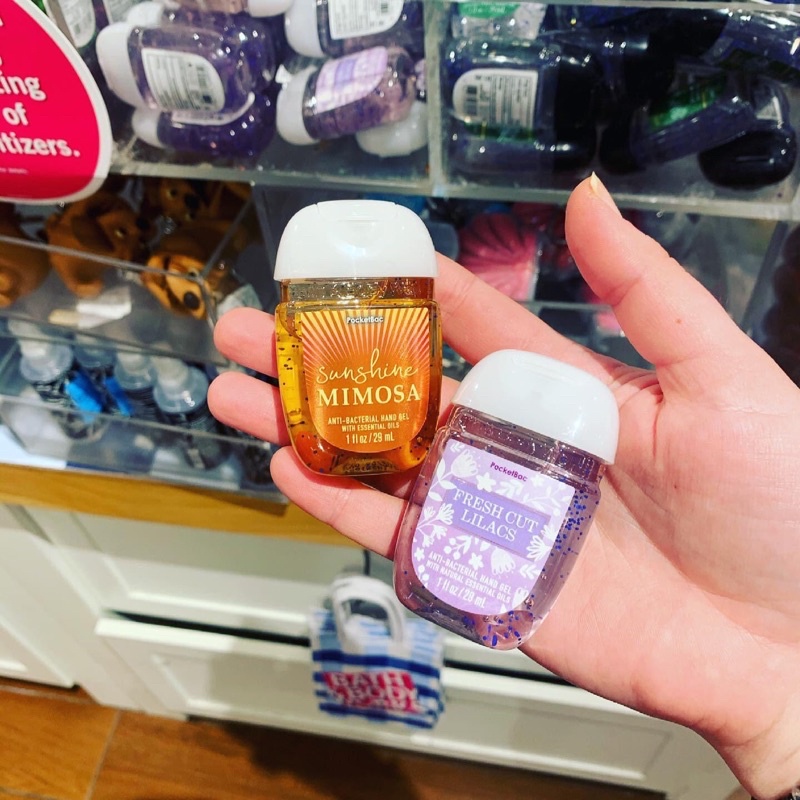 zing
of
itizers.
PocketBac
sunshine
MIMOSA
ANTI-BACTERIAL HAND GEL
WITH ESSENTIAL OILS
1 fl oz / 29 mL
PocketBac
FRESH CUT
LILACS
ANTI-BACTERIAL HAND GEL
WITH NATURAL ESSENTIAL OILS
1 fl oz / 29 mL
BATH
& BODY